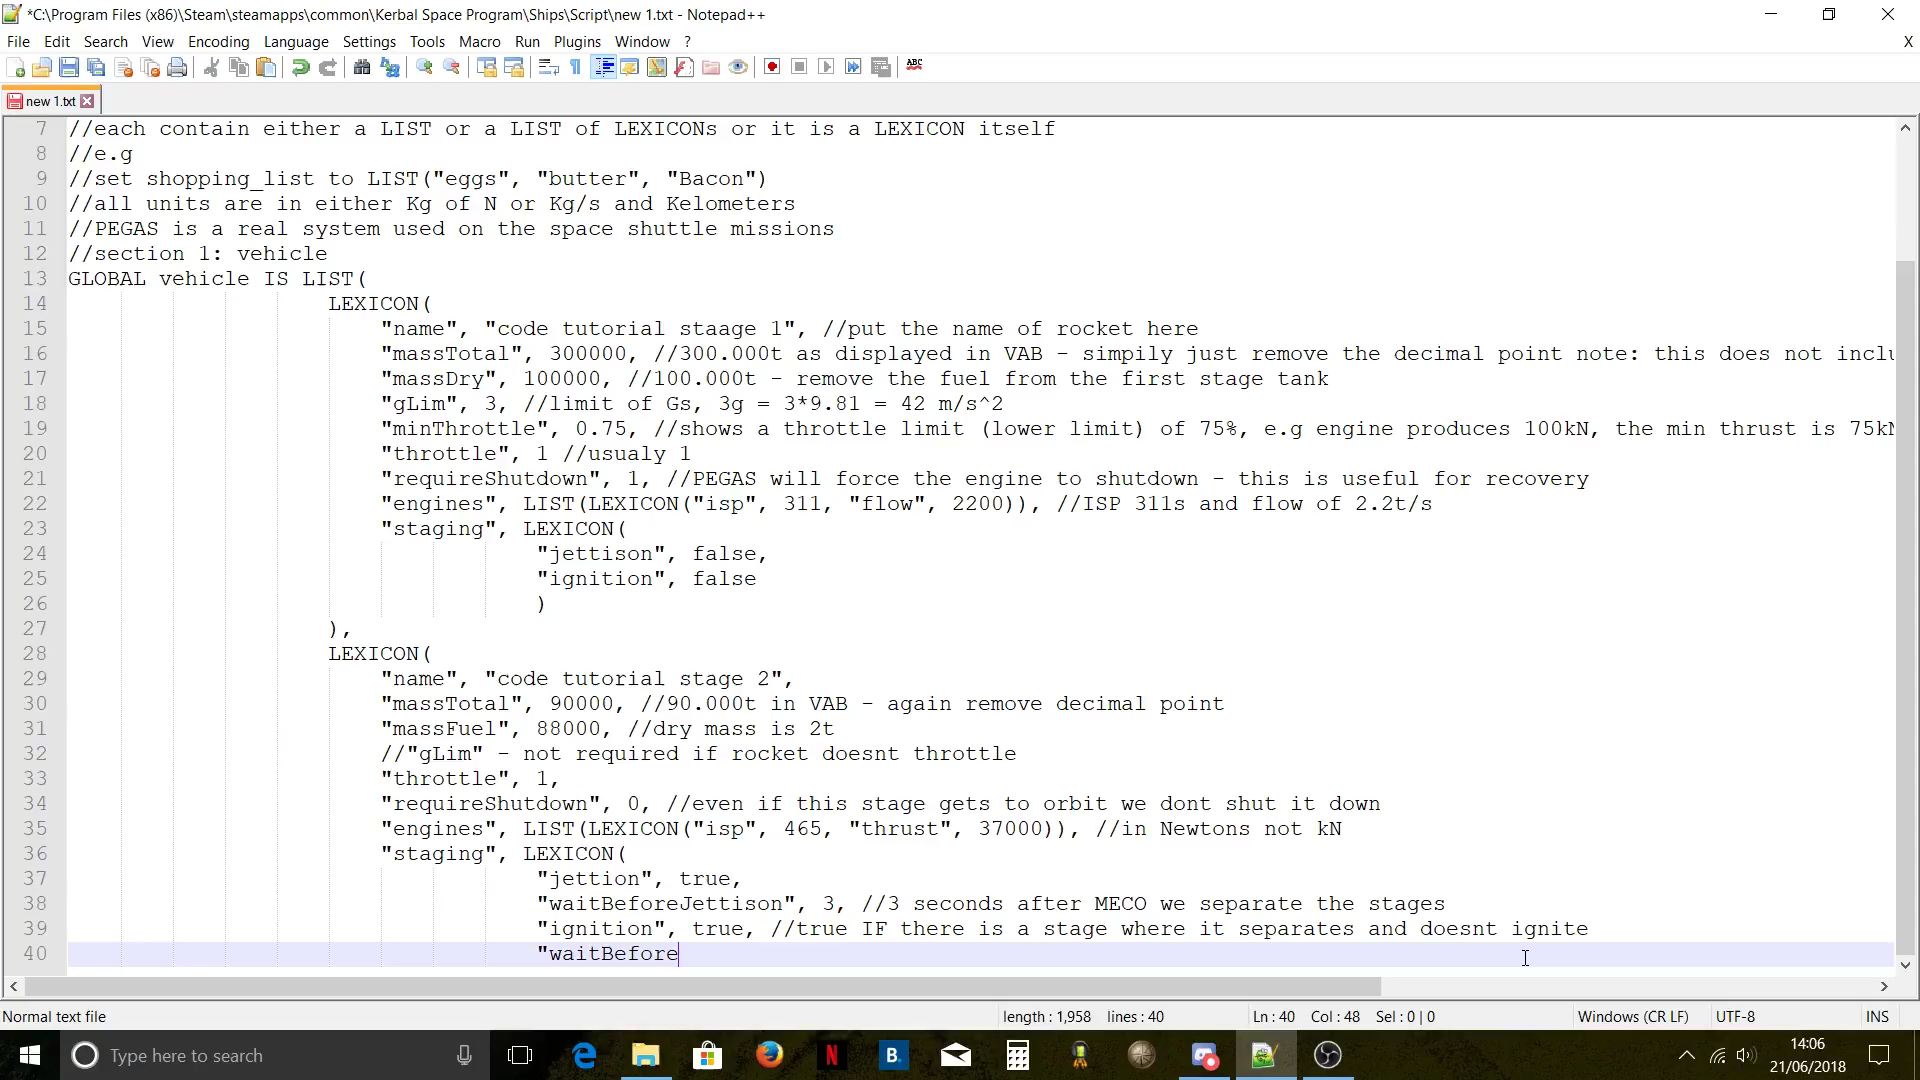 *C:\Program Files (x86)\Steam\steamapps\common\Kerbal Space Program\Ships\Script\new 1.txt - Notepad++
File Edit Search View Encoding Language Settings Tools Macro Run Plugins Window ? X
ABC
new 1.txt
7 //each contain either a LIST or a LIST of LEXICONs or it is a LEXICON itself
8 //e.g
9 //set shopping_list to LIST("eggs", "butter", "Bacon")
10 //all units are in either Kg of N or Kg/s and Kelometers
11 //PEGAS is a real system used on the space shuttle missions
12 //section 1: vehicle
13 GLOBAL vehicle IS LIST(
14 LEXICON(
15 "name", "code tutorial staage 1", //put the name of rocket here
16 "massTotal", 300000, //300.000t as displayed in VAB - simpily just remove the decimal point note: this does not inclu
17 "massDry", 100000, //100.000t - remove the fuel from the first stage tank
18 "gLim", 3, //limit of Gs, 3g = 3*9.81 = 42 m/s^2
19 "minThrottle", 0.75, //shows a throttle limit (lower limit) of 75%, e.g engine produces 100kN, the min thrust is 75kN
20 "throttle", 1 //usualy 1
21 "requireShutdown", 1, //PEGAS will force the engine to shutdown - this is useful for recovery
22 "engines", LIST(LEXICON("isp", 311, "flow", 2200)), //ISP 311s and flow of 2.2t/s
23 "staging", LEXICON(
24 "jettison", false,
25 "ignition", false
26 )
27 ),
28 LEXICON(
29 "name", "code tutorial stage 2",
30 "massTotal", 90000, //90.000t in VAB - again remove decimal point
31 "massFuel", 88000, //dry mass is 2t
32 //"gLim" - not required if rocket doesnt throttle
33 "throttle", 1,
34 "requireShutdown", 0, //even if this stage gets to orbit we dont shut it down
35 "engines", LIST(LEXICON("isp", 465, "thrust", 37000)), //in Newtons not kN
36 "staging", LEXICON(
37 "jettion", true,
38 "waitBeforeJettison", 3, //3 seconds after MECO we separate the stages
39 "ignition", true, //true IF there is a stage where it separates and doesnt ignite
40 "waitBefore
Normal text file length : 1,958 lines : 40 Ln : 40 Col : 48 Sel : 0 | 0 Windows (CR LF) UTF-8 INS
Type here to search N B. 14:06
21/06/2018